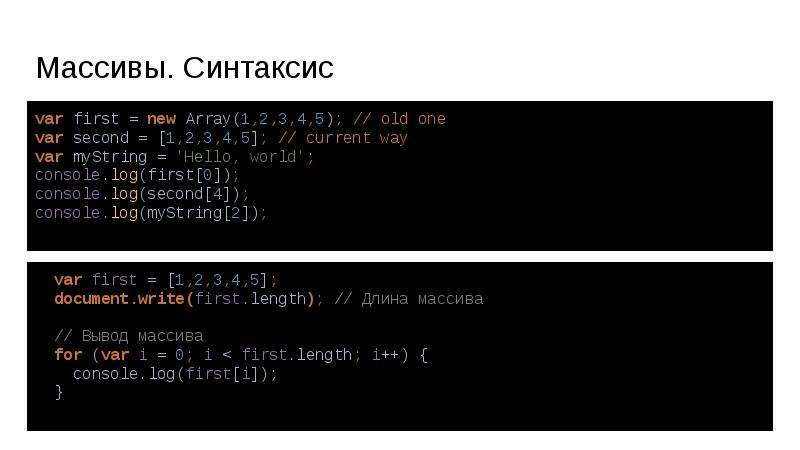 Массивы. Синтаксис
var first = new Array(1,2,3,4,5); // old one
var second = [1,2,3,4,5]; // current way
var myString = 'Hello, world';
console.log(first[0]);
console.log(second[4]);
console.log(myString[2]);
var first = [1,2,3,4,5];
document.write(first.length); // Длина массива
// Вывод массива
for (var i = 0; i < first.length; i++) {
console.log(first[i]);
}